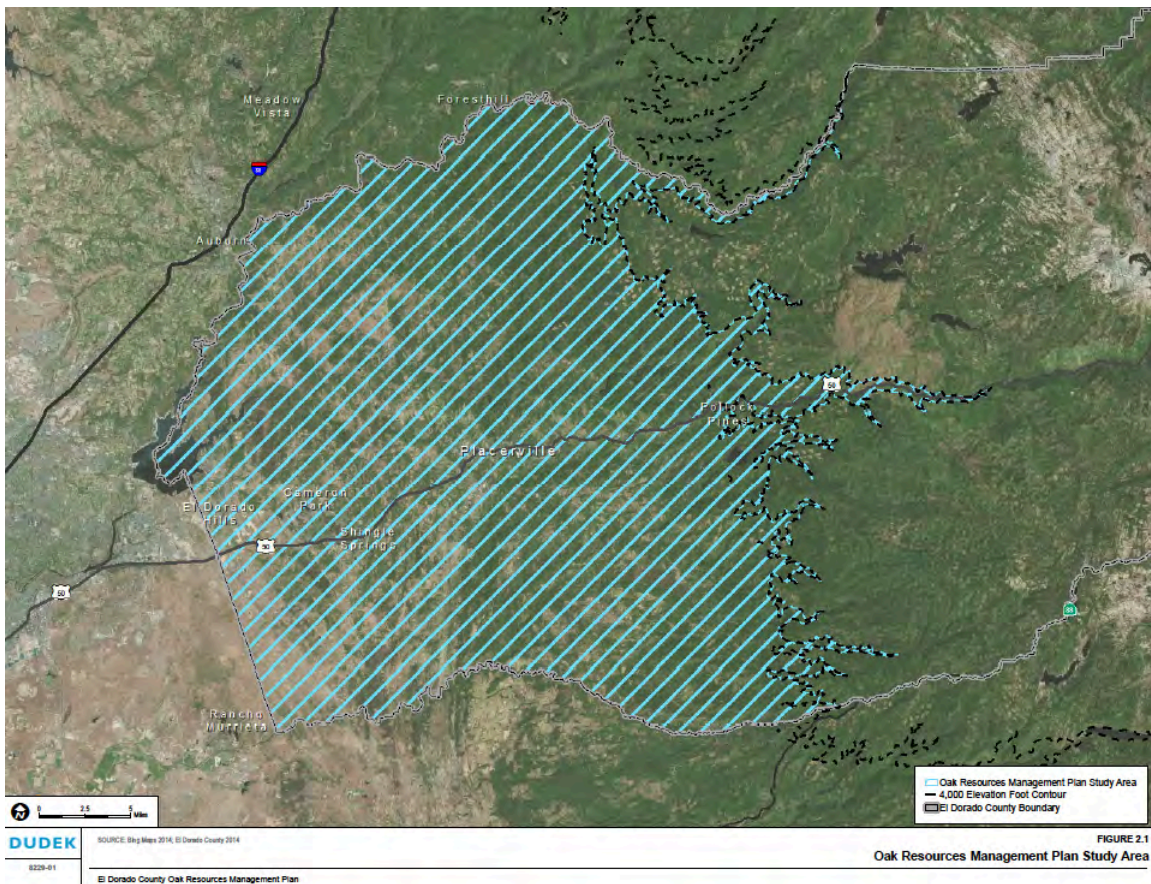 Meadow
Vista
Foresthill
80
Auburn
50
Pollock
Pines
Placerville
Cameron
Park
El Dorado
Hills
Shingle
Springs
50
50
88
Rancho
Murrieta
N
0 2.5 5
Miles
Oak Resources Management Plan Study Area
4,000 Elevation Foot Contour
El Dorado County Boundary
DUDEK
8229-01
SOURCE: Bing Maps 2014; El Dorado County 2014
El Dorado County Oak Resources Management Plan
FIGURE 2.1
Oak Resources Management Plan Study Area